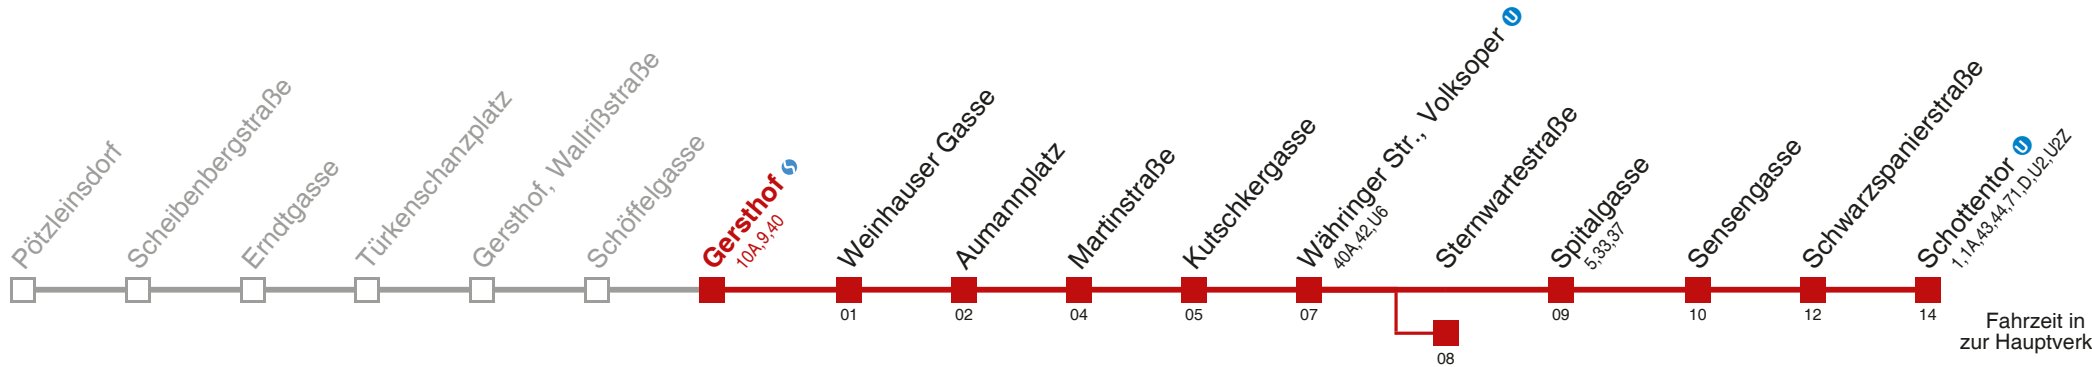 Pötzleinsdorf
Scheibenbergstraße
Erndtgasse
Türkenschanzplatz
Gersthof, Wallrißstraße
Schöffelgasse
Gersthof
10A,9,40
Weinhauser Gasse
Aumannplatz
Martinstraße
Kutschkergasse
Währinger Str., Volksoper U
40A,42,U6
Sternwartestraße
Spitalgasse
5,33,37
Sensengasse
Schwarzspanierstraße
Schottentor U
1,1A,43,44,71,D,U2,U2Z
01
02
04
05
07
08
09
10
12
14
Fahrzeit in
zur Hauptverk